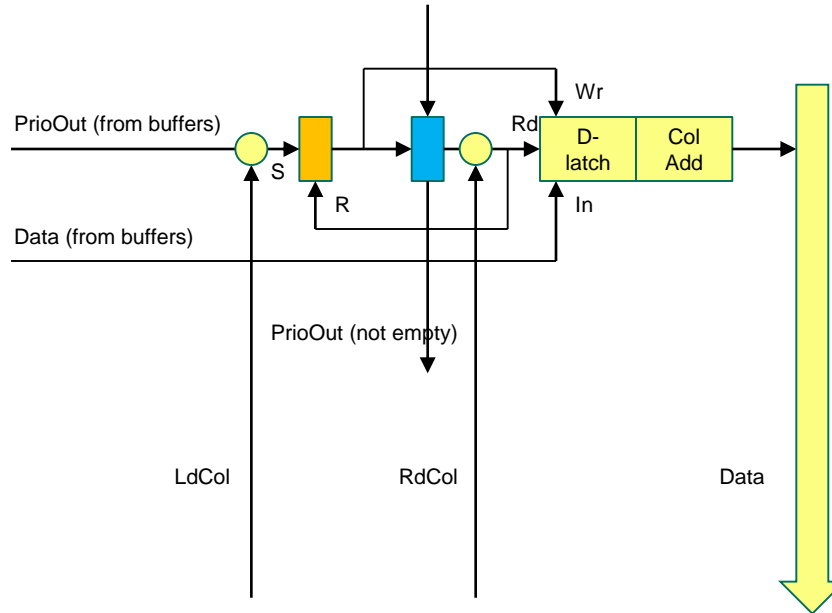 Wr
PrioOut (from buffers)
Rd
D-
latch
Col
Add
S
R
In
Data (from buffers)
PrioOut (not empty)
LdCol
RdCol
Data